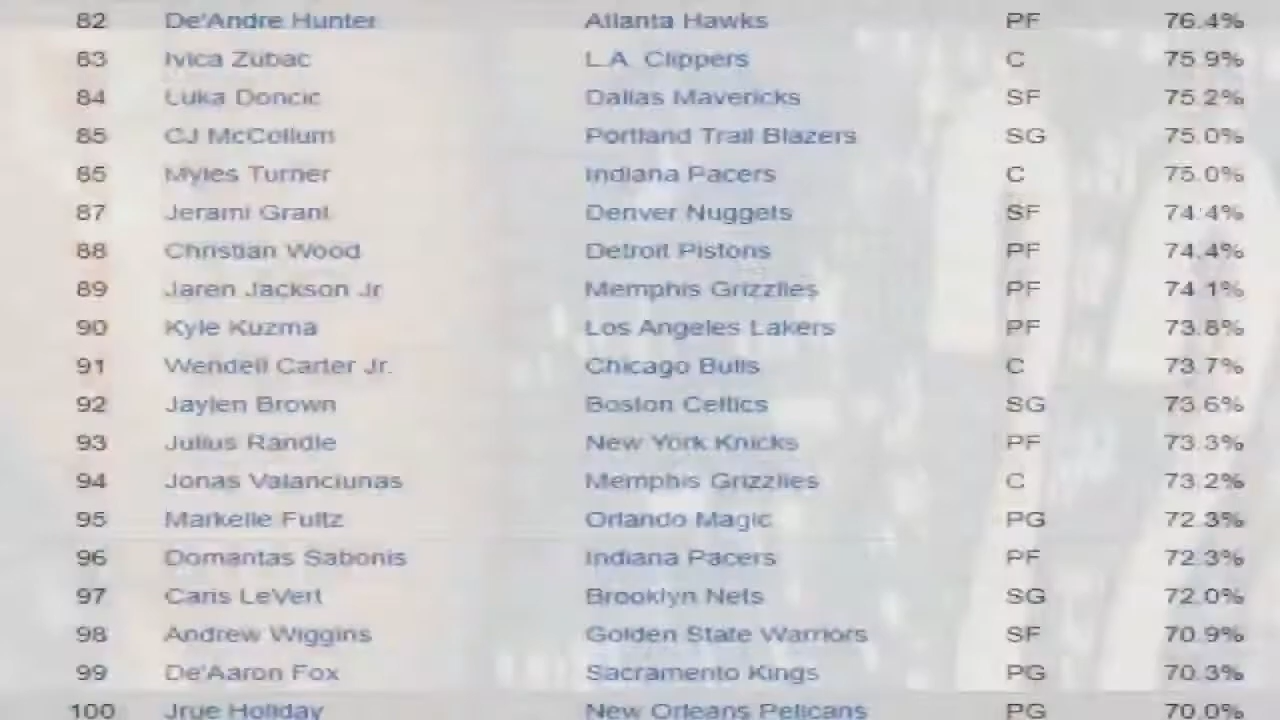 82 De'Andre Hunter Atlanta Hawks PF 76.4%
83 Ivica Zubac L.A. Clippers C 75.9%
84 Luka Doncic Dallas Mavericks SF 75.2%
85 CJ McCollum Portland Trail Blazers SG 75.0%
85 Myles Turner Indiana Pacers C 75.0%
87 Jerami Grant Denver Nuggets SF 74.4%
88 Christian Wood Detroit Pistons PF 74.4%
89 Jaren Jackson Jr Memphis Grizzlies PF 74.1%
90 Kyle Kuzma Los Angeles Lakers PF 73.8%
91 Wendell Carter Jr. Chicago Bulls C 73.7%
92 Jaylen Brown Boston Celtics SG 73.6%
93 Julius Randle New York Knicks PF 73.3%
94 Jonas Valanciunas Memphis Grizzlies C 73.2%
95 Markelle Fultz Orlando Magic PG 72.3%
96 Domantas Sabonis Indiana Pacers PF 72.3%
97 Caris LeVert Brooklyn Nets SG 72.0%
98 Andrew Wiggins Golden State Warriors SF 70.9%
99 De'Aaron Fox Sacramento Kings PG 70.3%
100 Jrue Holiday New Orleans Pelicans PG 70.0%